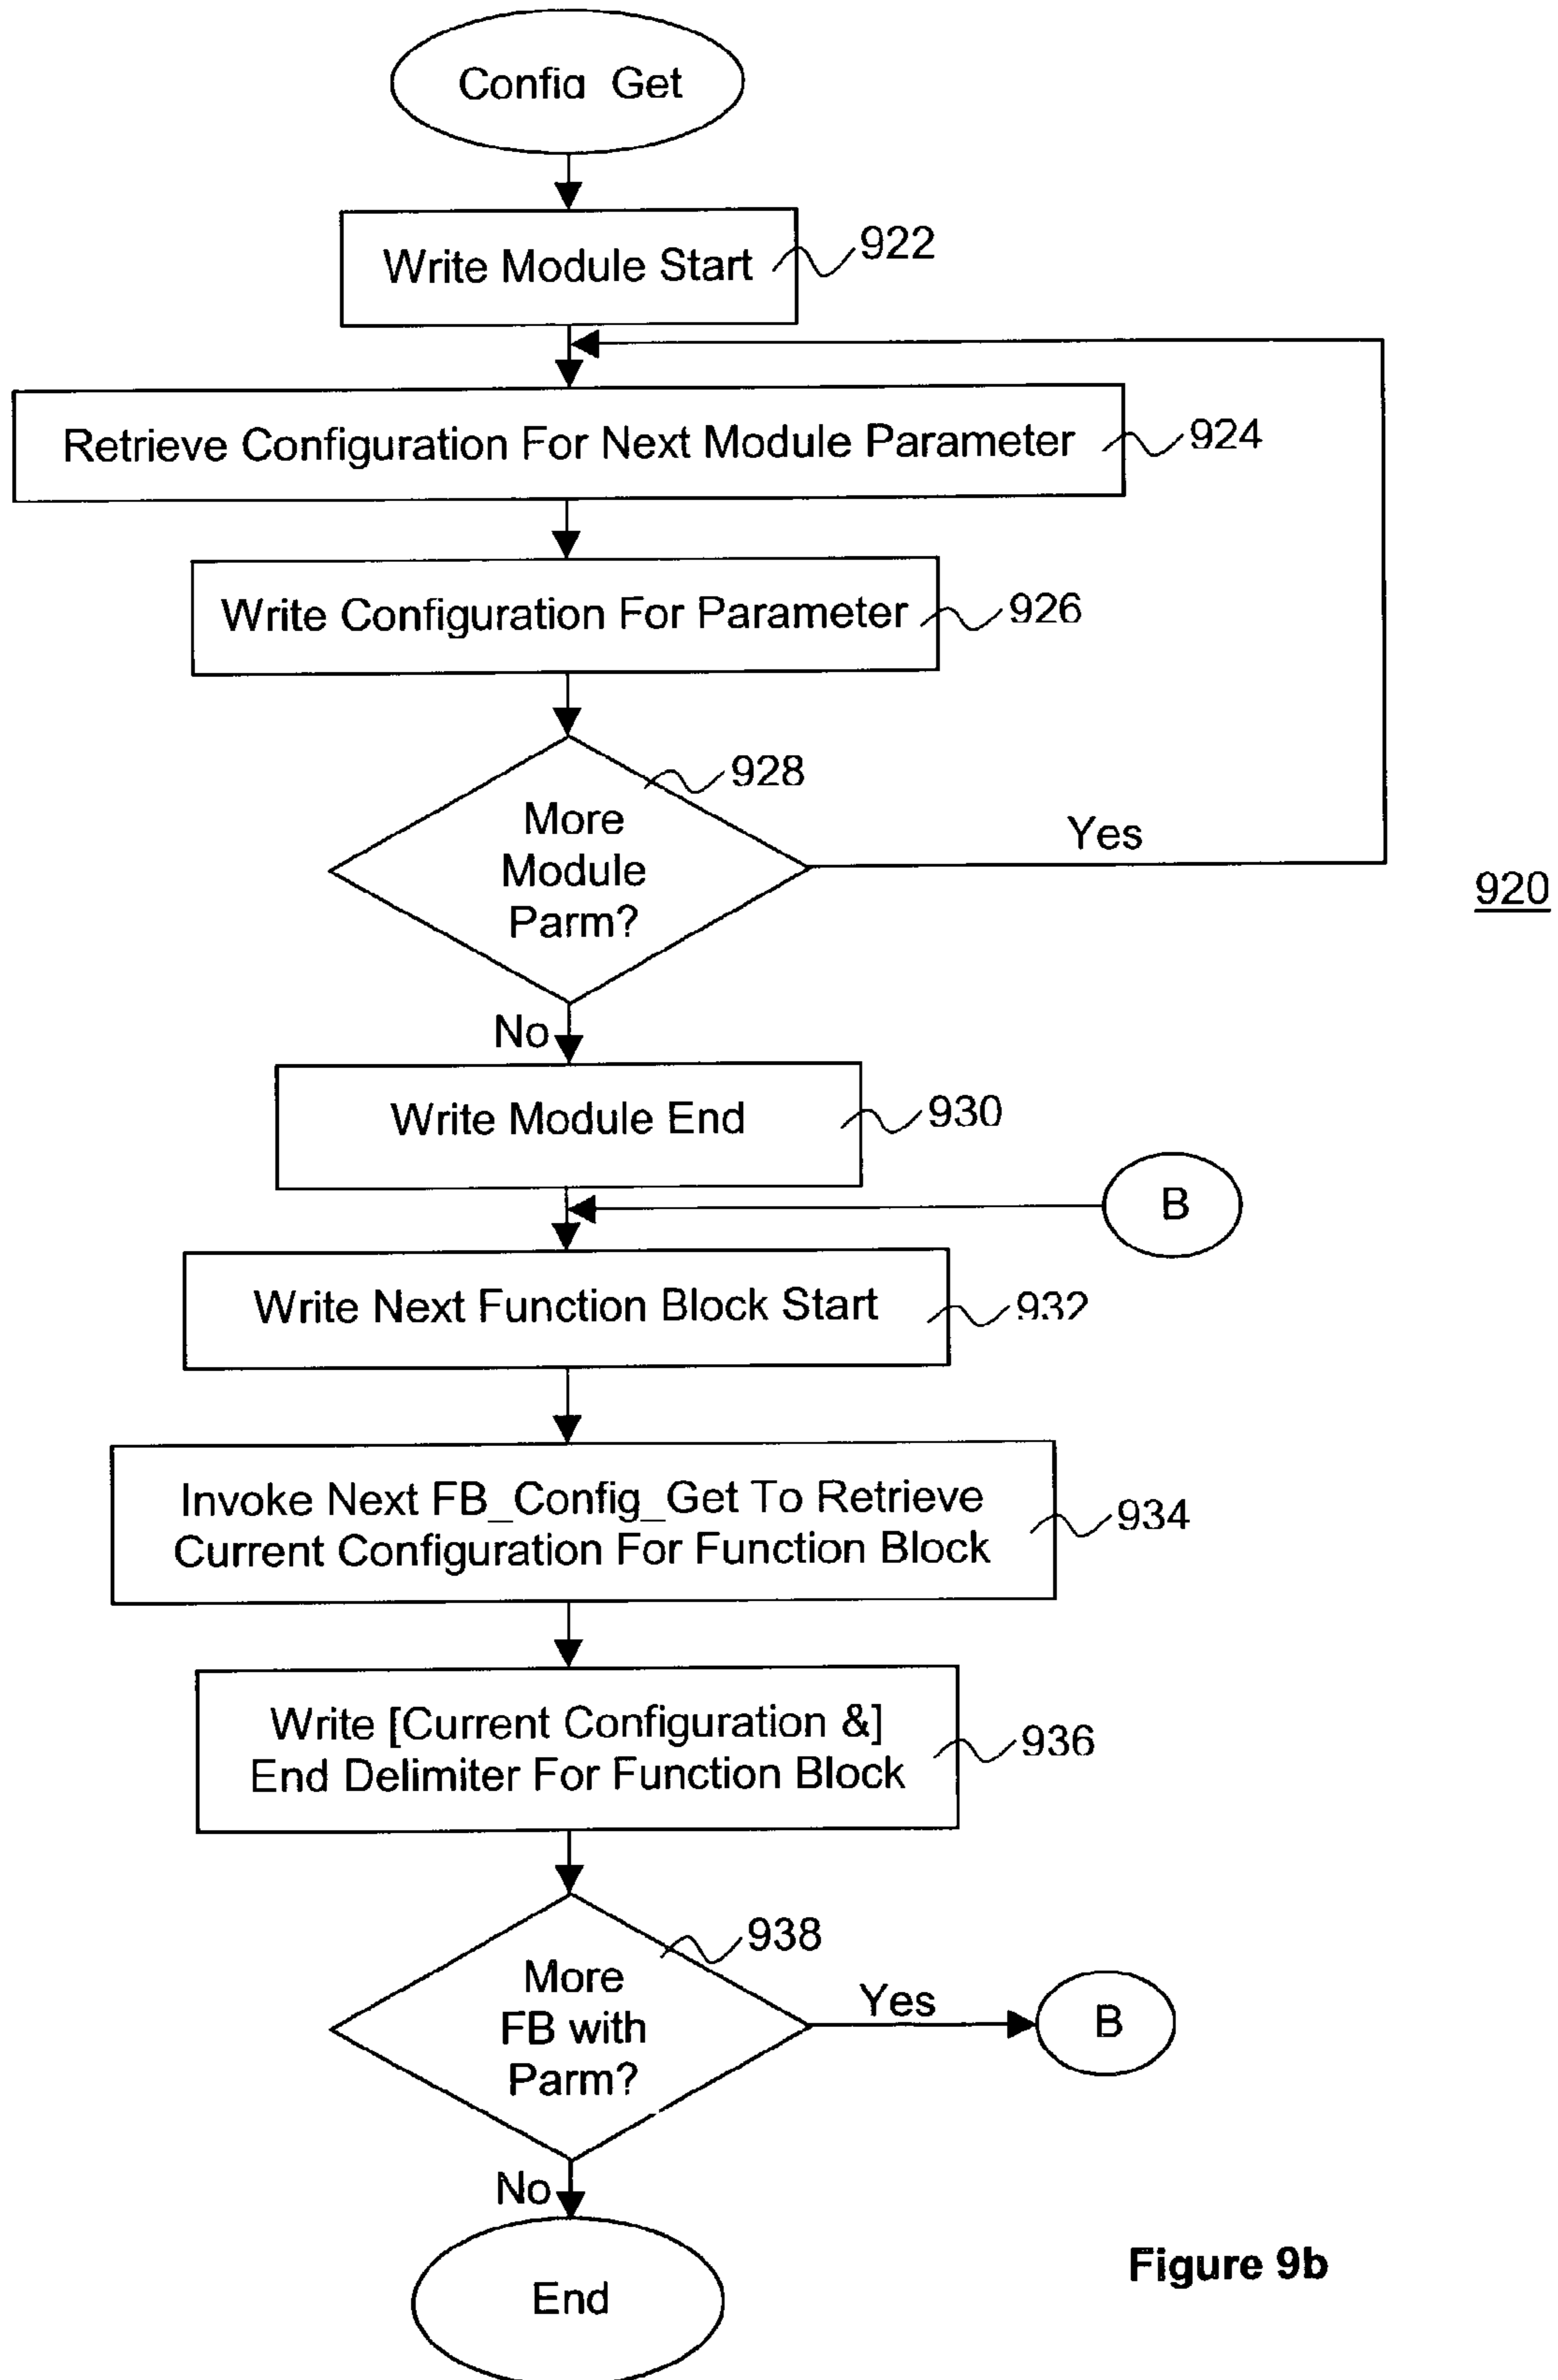 Config_Get
Write Module Start
922
Retrieve Configuration For Next Module Parameter
924
Write Configuration For Parameter
926
928
More
Module
Parm?
Yes
920
No
Write Module End
930
B
Write Next Function Block Start
932
Invoke Next FB_Config_Get To Retrieve
Current Configuration For Function Block
934
Write [Current Configuration &]
End Delimiter For Function Block
936
938
More
FB with
Parm?
Yes
B
No
End
Figure 9b